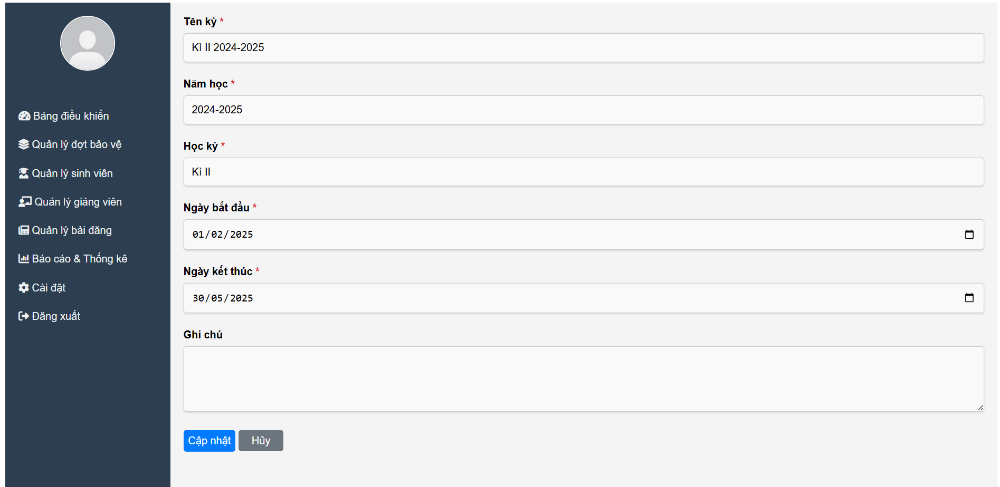 Bảng điều khiển
Quản lý đợt bảo vệ
Quản lý sinh viên
Quản lý giảng viên
Quản lý bài đăng
Báo cáo & Thống kê
Cài đặt
Đăng xuất
Tên kỳ *
Kì II 2024-2025
Năm học *
2024-2025
Học kỳ *
Kì II
Ngày bắt đầu *
01/02/2025
Ngày kết thúc *
30/05/2025
Ghi chú
Cập nhật Hủy